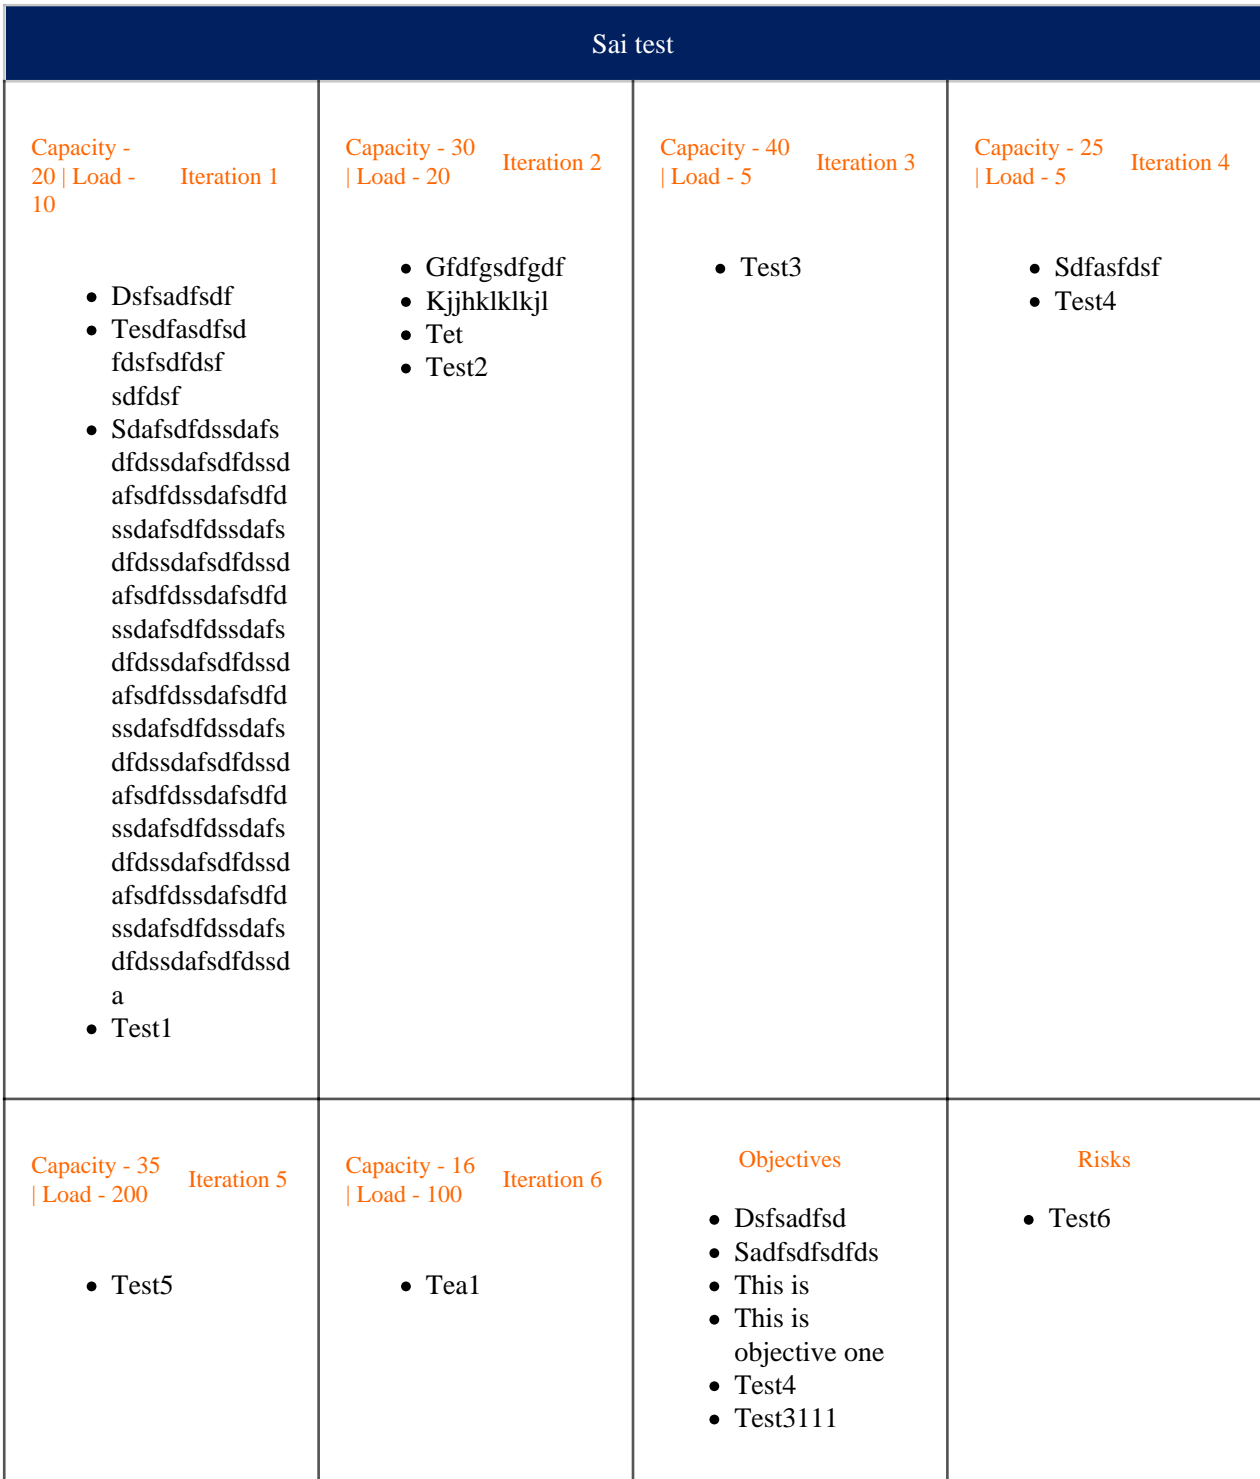 Sai test
Capacity -
20 | Load -
10
Iteration 1
Dsfsadfsdf
Tesdfasdfsd
fdsfsdfdsf
sdfdsf
Sdafsdfdssdafs
dfdssdafsdfdssd
afsdfdssdafsdfd
ssdafsdfdssdafs
dfdssdafsdfdssd
afsdfdssdafsdfd
ssdafsdfdssdafs
dfdssdafsdfdssd
afsdfdssdafsdfd
ssdafsdfdssdafs
dfdssdafsdfdssd
afsdfdssdafsdfd
ssdafsdfdssdafs
dfdssdafsdfdssd
afsdfdssdafsdfd
ssdafsdfdssdafs
dfdssdafsdfdssd
a
Test1
Capacity - 30
| Load - 20
Iteration 2
Gfdfgsdfgdf
Kjjhklklkjl
Tet
Test2
Capacity - 40
| Load - 5
Iteration 3
Test3
Capacity - 25
| Load - 5
Iteration 4
Sdfasfdsf
Test4
Capacity - 35
| Load - 200
Iteration 5
Test5
Capacity - 16
| Load - 100
Iteration 6
Tea1
Objectives
Dsfsadfsd
Sadfsdfsdfds
This is
This is
objective one
Test4
Test3111
Risks
Test6